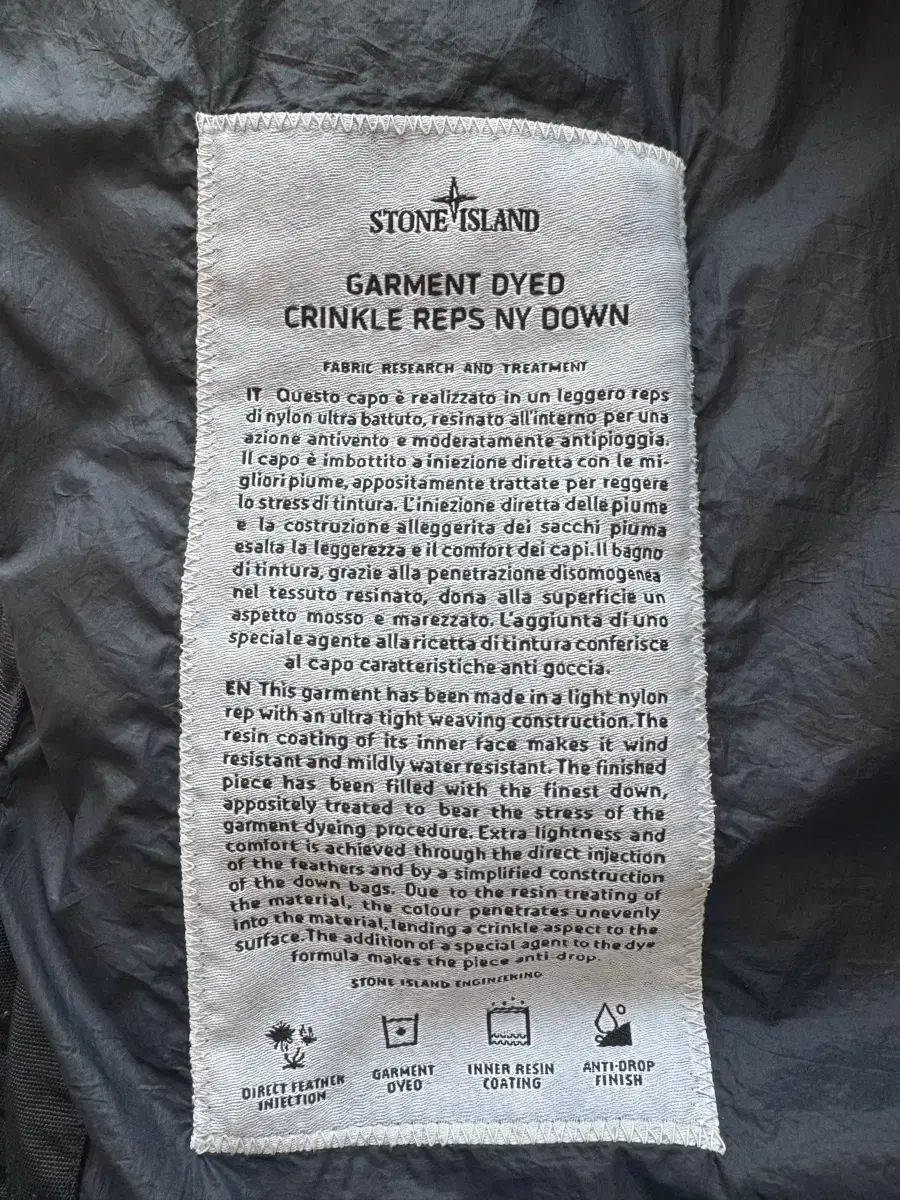 STONE ISLAND
GARMENT DYED
CRINKLE REPS NY DOWN
FABRIC RESEARCH AND TREATMENT
IT Questo capo è realizzato in un leggero reps
di nylon ultra battuto, resinato all'interno per una
azione antivento e moderatamente antipioggia.
Il capo è imbottito a iniezione diretta con le mi-
gliori piume, appositamente trattate per reggere
lo stress di tintura. L'iniezione diretta delle piume
e la costruzione alleggerita dei sacchi piuma
esalta la leggerezza e il comfort dei capi. Il bagno
di tintura, grazie alla penetrazione disomogenea
nel tessuto resinato, dona alla superficie un
aspetto mosso e marezzato. L'aggiunta di uno
speciale agente alla ricetta di tintura conferisce
al capo caratteristiche anti goccia.
EN This garment has been made in a light nylon
rep with an ultra tight weaving construction. The
resin coating of its inner face makes it wind
resistant and mildly water resistant. The finished
piece has been filled with the finest down,
appositely treated to bear the stress of the
garment dyeing procedure. Extra lightness and
comfort is achieved through the direct injection
of the feathers and by a simplified construction
of the down bags. Due to the resin treating of
the material, the colour penetrates unevenly
into the material, lending a crinkle aspect to the
surface. The addition of a special agent to the dye
formula makes the piece anti-drop.
STONE ISLAND ENGINEERING
DIRECT FEATHER
INJECTION
GARMENT
DYED
INNER RESIN
COATING
ANTI-DROP
FINISH